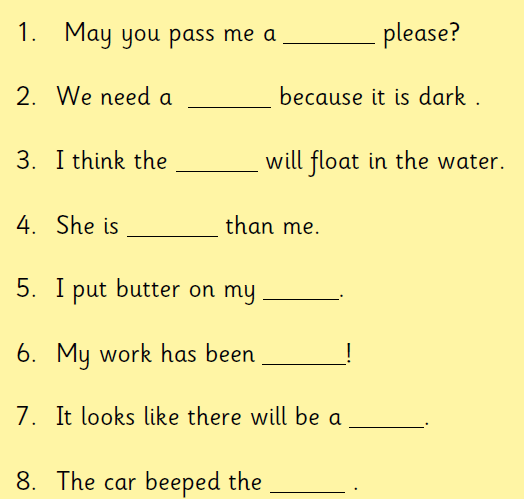 1. May you pass me a ________ please?
2. We need a _______ because it is dark .
3. I think the _______ will float in the water.
4. She is ________ than me.
5. I put butter on my _______.
6. My work has been _______!
7. It looks like there will be a _______.
8. The car beeped the _______ .